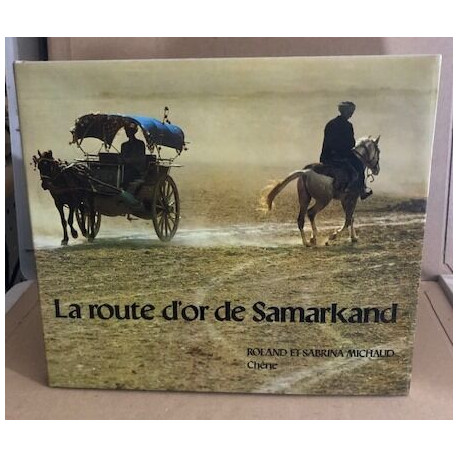 La route d'or de Samarkand
ROLAND ET SABRINA MICHAUD
Chêne